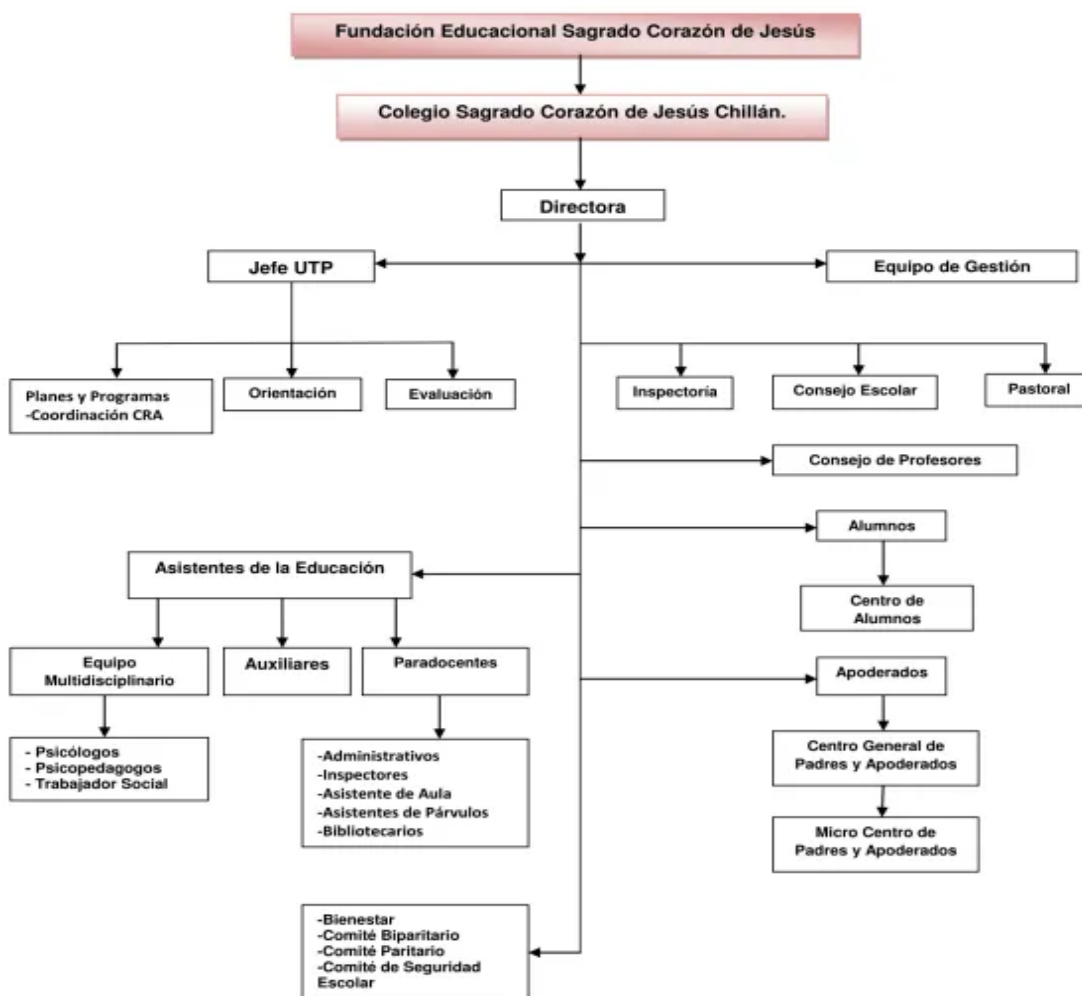 Fundación Educacional Sagrado Corazón de Jesús
Colegio Sagrado Corazón de Jesús Chillán.
Directora
Jefe UTP
Equipo de Gestión
Planes y Programas
-Coordinación CRA
Orientación
Evaluación
Inspectoría
Consejo Escolar
Pastoral
Consejo de Profesores
Alumnos
Centro de
Alumnos
Asistentes de la Educación
Equipo
Multidisciplinario
Auxiliares
Paradocentes
Apoderados
- Psicólogos
- Psicopedagogos
- Trabajador Social
-Administrativos
-Inspectores
-Asistente de Aula
-Asistentes de Párvulos
-Bibliotecarios
Centro General de
Padres y Apoderados
Micro Centro de
Padres y Apoderados
-Bienestar
-Comité Biparitario
-Comité Paritario
-Comité de Seguridad
Escolar